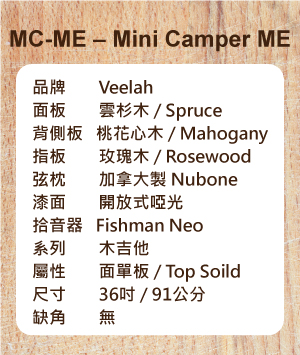 MC-ME – Mini Camper ME
品牌 Veelah
面板 雲杉木 / Spruce
背側板 桃花心木 / Mahogany
指板 玫瑰木 / Rosewood
弦枕 加拿大製 Nubone
漆面 開放式啞光
拾音器 Fishman Neo
系列 木吉他
屬性 面單板 / Top Soild
尺寸 36吋 / 91公分
缺角 無